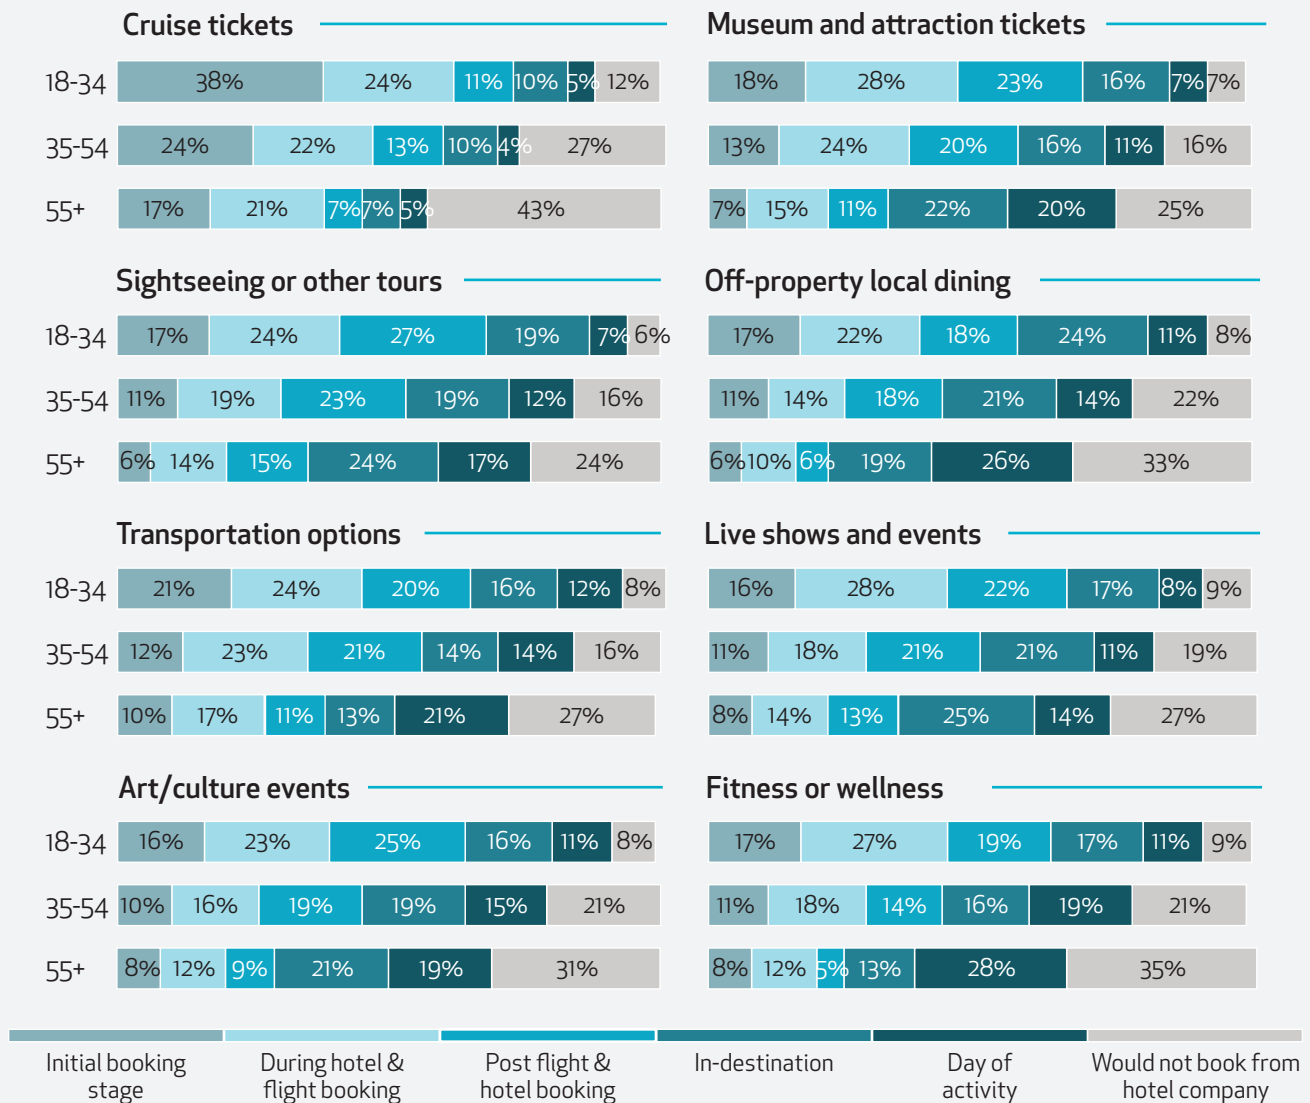 Cruise tickets
18-34 38% 24% 11% 10% 5% 12%
35-54 24% 22% 13% 10% 4% 27%
55+ 17% 21% 7% 7% 5% 43%
Museum and attraction tickets
18% 28% 23% 16% 7% 7%
13% 24% 20% 16% 11% 16%
7% 15% 11% 22% 20% 25%
Sightseeing or other tours
18-34 17% 24% 27% 19% 7% 6%
35-54 11% 19% 23% 19% 12% 16%
55+ 6% 14% 15% 24% 17% 24%
Off-property local dining
17% 22% 18% 24% 11% 8%
11% 14% 18% 21% 14% 22%
6% 10% 6% 19% 26% 33%
Transportation options
18-34 21% 24% 20% 16% 12% 8%
35-54 12% 23% 21% 14% 14% 16%
55+ 10% 17% 11% 13% 21% 27%
Live shows and events
16% 28% 22% 17% 8% 9%
11% 18% 21% 21% 11% 19%
8% 14% 13% 25% 14% 27%
Art/culture events
18-34 16% 23% 25% 16% 11% 8%
35-54 10% 16% 19% 19% 15% 21%
55+ 8% 12% 9% 21% 19% 31%
Fitness or wellness
17% 27% 19% 17% 11% 9%
11% 18% 14% 16% 19% 21%
8% 12% 5% 13% 28% 35%
Initial booking
stage
During hotel &
flight booking
Post flight &
hotel booking
In-destination
Day of
activity
Would not book from
hotel company